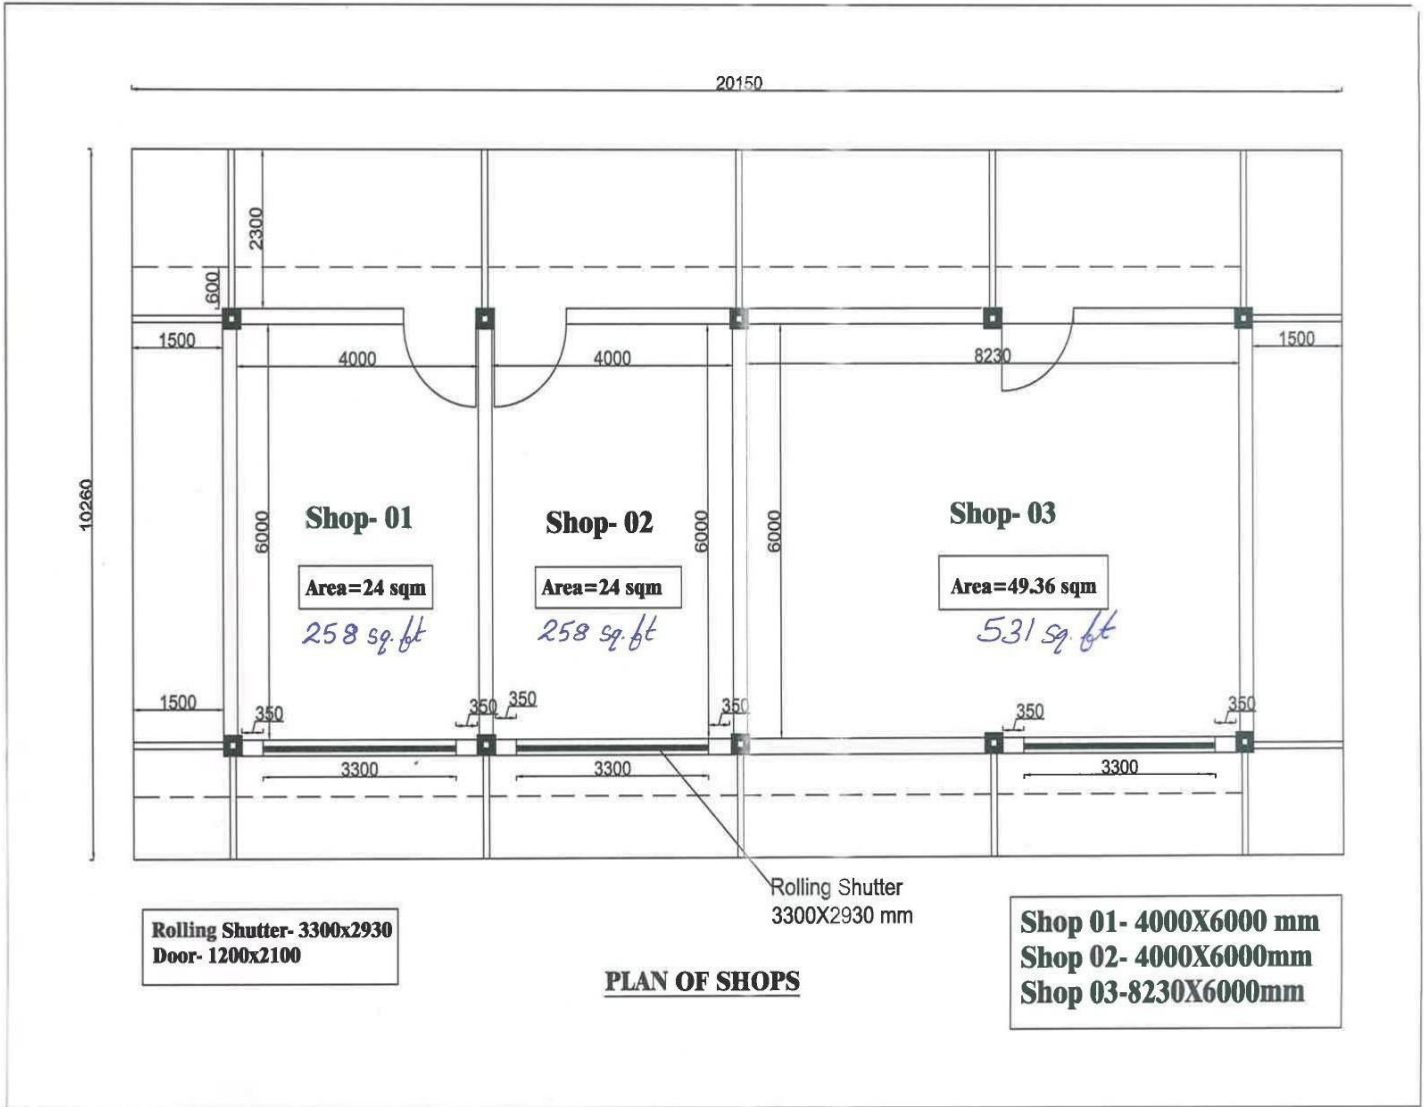 20150
2300
600
1500
4000
4000
8230
1500
10260
6000
Shop- 01
Area=24 sqm
258 sq.ft
Shop- 02
Area=24 sqm
258 sq.ft
6000
6000
Shop- 03
Area=49.36 sqm
531 sq.ft
1500
350
350
350
350
350
350
3300
3300
3300
Rolling Shutter
3300X2930 mm
Rolling Shutter- 3300x2930
Door- 1200x2100
PLAN OF SHOPS
Shop 01- 4000X6000 mm
Shop 02- 4000X6000mm
Shop 03-8230X6000mm